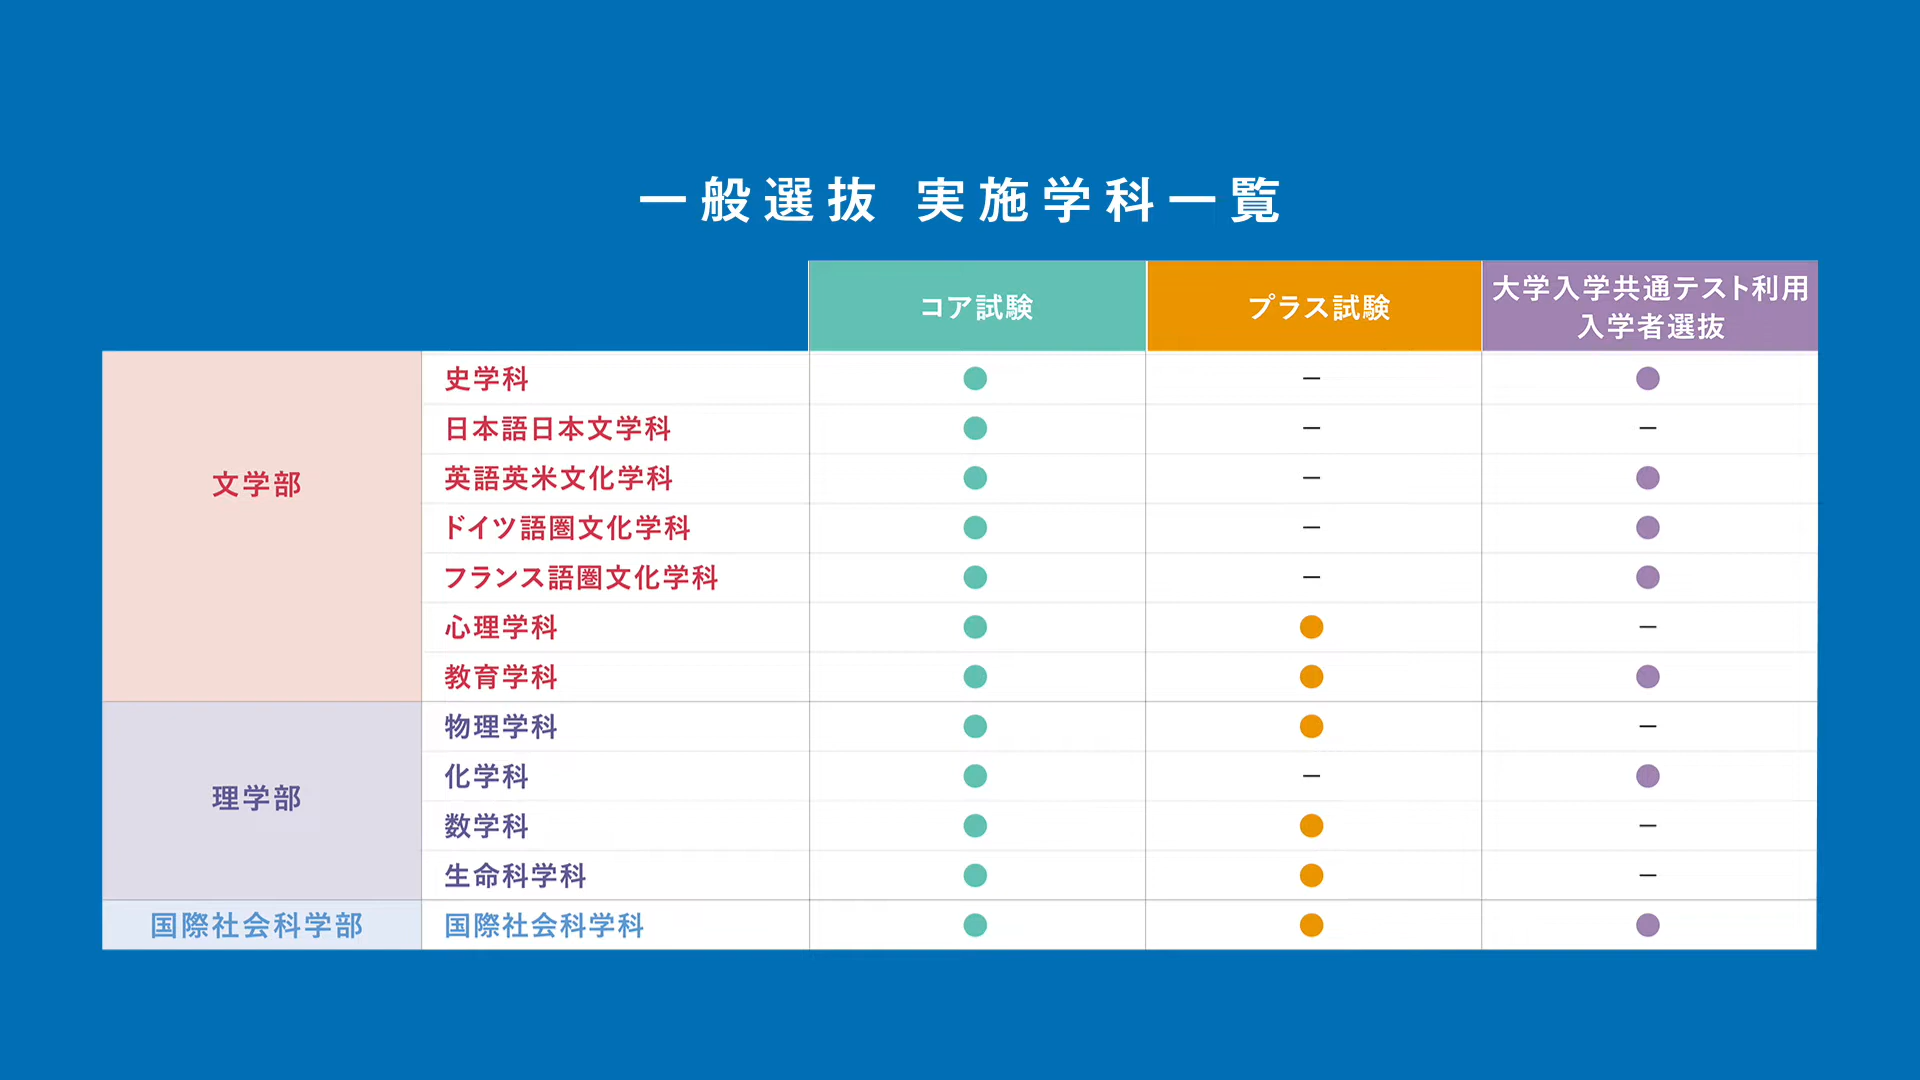 一般選抜 実施学科一覧
コア試験 プラス試験 大学入学共通テスト利用
入学者選抜
文学部
史学科 ● － ●
日本語日本文学科 ● － －
英語英米文化学科 ● － ●
ドイツ語圏文化学科 ● － ●
フランス語圏文化学科 ● － ●
心理学科 ● ● －
教育学科 ● ● ●
理学部
物理学科 ● ● －
化学科 ● － ●
数学科 ● ● －
生命科学科 ● ● －
国際社会科学部 国際社会科学科 ● ● ●